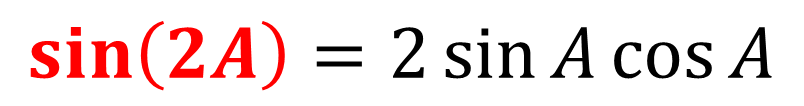 sin(2A) = 2 sin A cos A